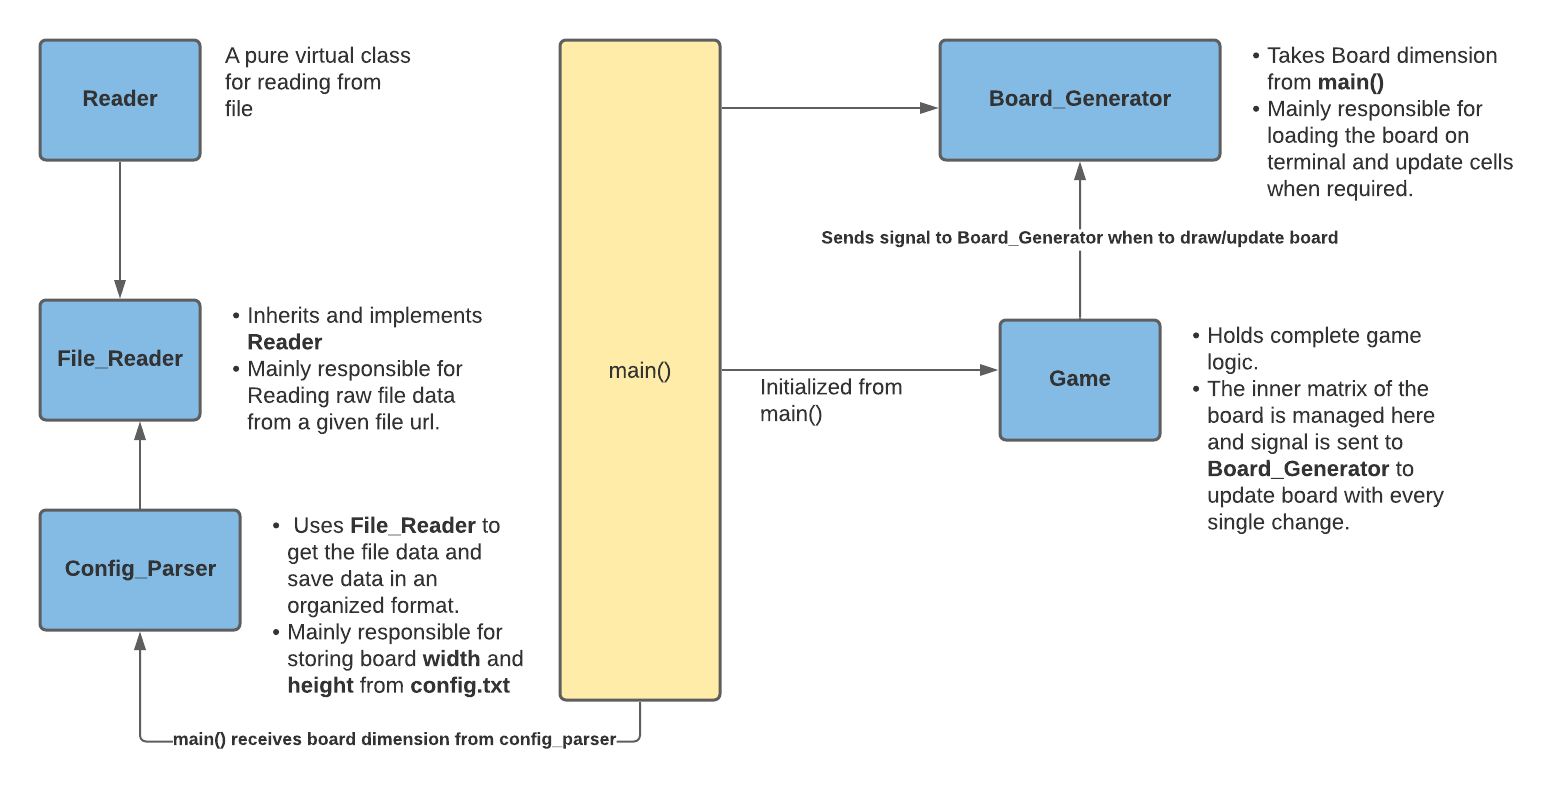 Reader
A pure virtual class
for reading from
file
File_Reader
• Inherits and implements
Reader
• Mainly responsible for
Reading raw file data
from a given file url.
Config_Parser
• Uses File_Reader to
get the file data and
save data in an
organized format.
• Mainly responsible for
storing board width and
height from config.txt
main() receives board dimension from config_parser
main()
Board_Generator
• Takes Board dimension
from main()
• Mainly responsible for
loading the board on
terminal and update cells
when required.
Sends signal to Board_Generator when to draw/update board
Initialized from
main()
Game
• Holds complete game
logic.
• The inner matrix of the
board is managed here
and signal is sent to
Board_Generator to
update board with every
single change.